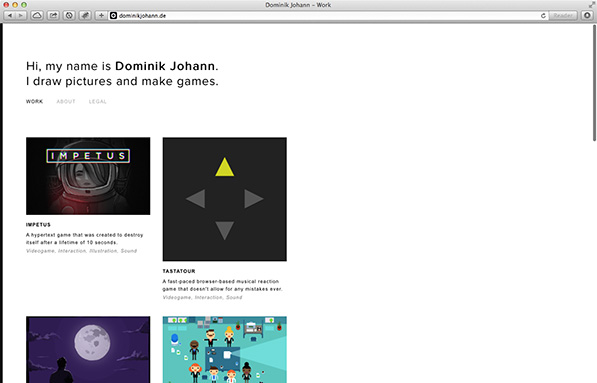 Dominik Johann – Work
dominikjohann.de
Reader
Hi, my name is Dominik Johann.
I draw pictures and make games.
WORK ABOUT LEGAL
IMPETUS
IMPETUS
A hypertext game that was created to destroy
itself after a lifetime of 10 seconds.
Videogame, Interaction, Illustration, Sound
TASTATOUR
A fast-paced browser-based musical reaction
game that doesn't allow for any mistakes ever.
Videogame, Interaction, Sound